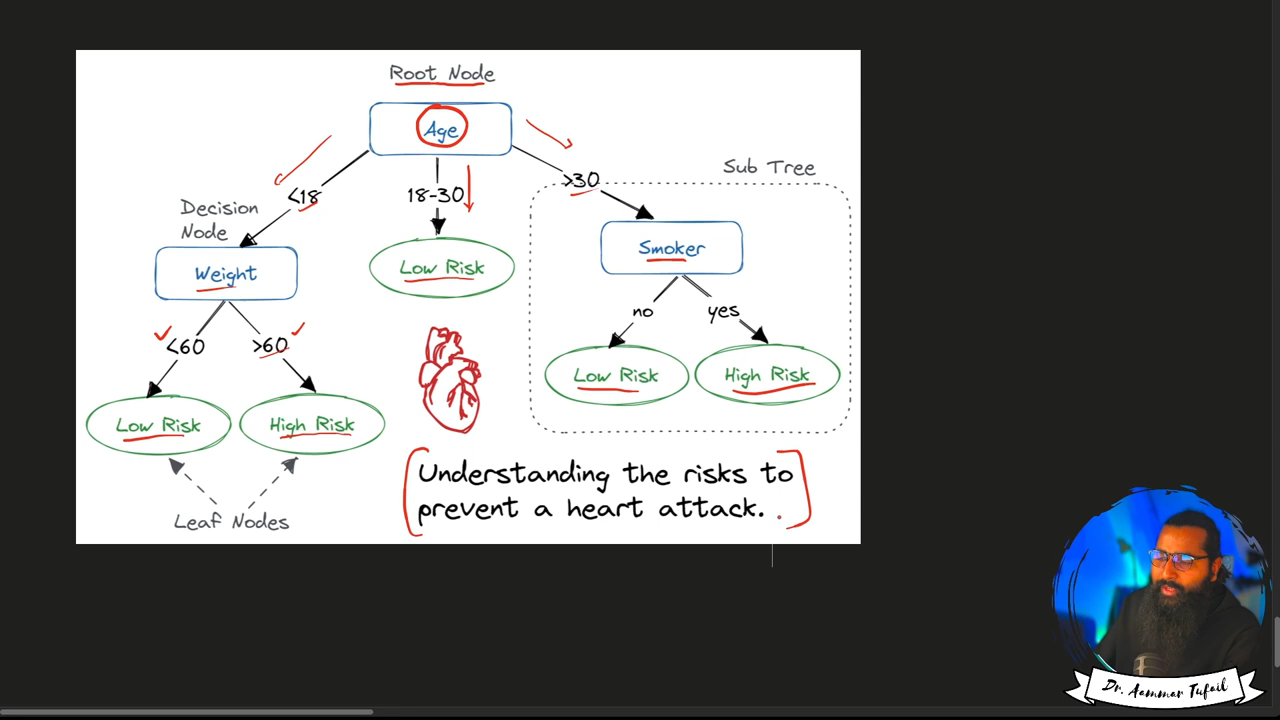 Root Node
Age
Sub Tree
<18
18-30
>30
Decision
Node
Weight
Low Risk
Smoker
no
yes
<60
>60
Low Risk
High Risk
Low Risk
High Risk
Leaf Nodes
Understanding the risks to
prevent a heart attack.
Dr. Aammar Tufail